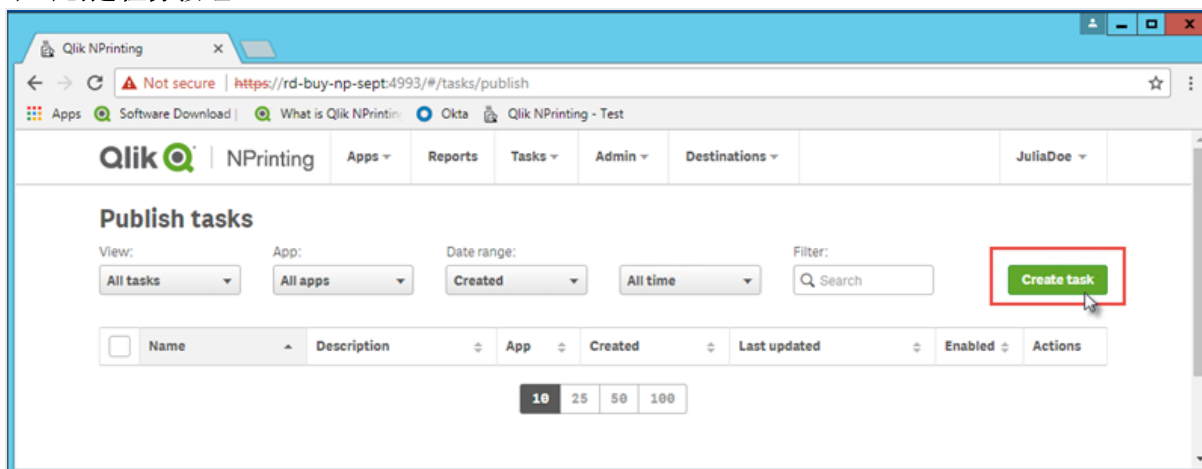 Qlik NPrinting
Not secure | https://rd-buy-np-sept:4993/#/tasks/publish
Apps Software Download | What is Qlik NPrintin Okta Qlik NPrinting - Test
Qlik NPrinting Apps Reports Tasks Admin Destinations JuliaDoe
Publish tasks
View: App: Date range: Filter:
All tasks All apps Created All time Search Create task
Name Description App Created Last updated Enabled Actions
10 25 50 100